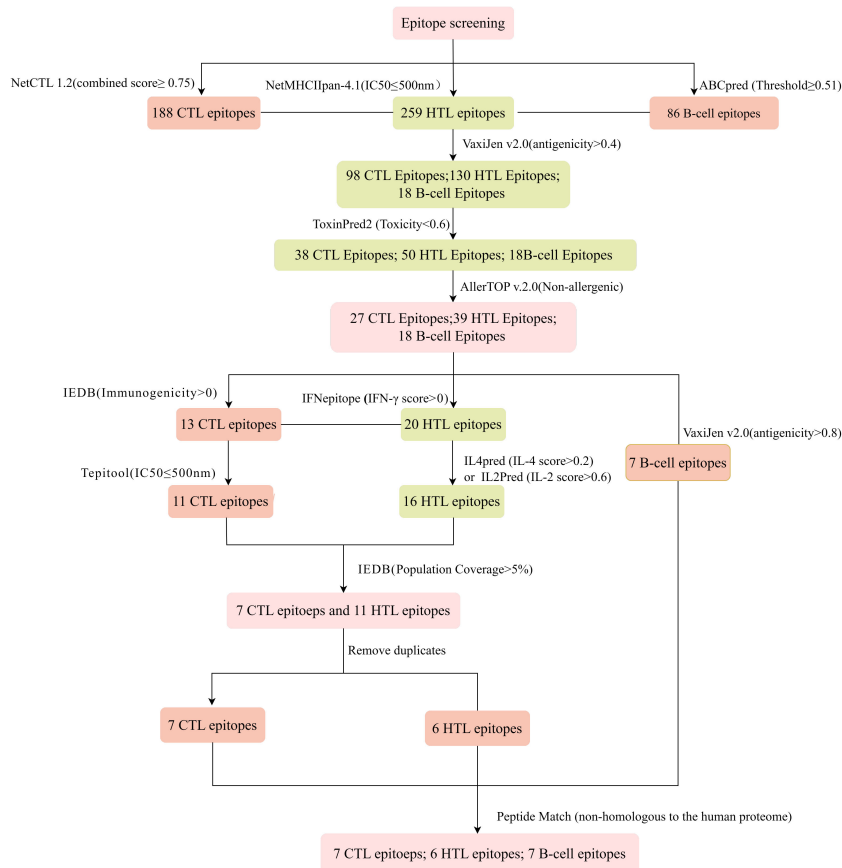 Epitope screening
NetCTL 1.2(combined score≥ 0.75)
NetMHCIIpan-4.1(IC50≤500nm)
ABCpred (Threshold≥0.51)
188 CTL epitopes
259 HTL epitopes
86 B-cell epitopes
VaxiJen v2.0(antigenicity>0.4)
98 CTL Epitopes;130 HTL Epitopes;
18 B-cell Epitopes
ToxinPred2 (Toxicity<0.6)
38 CTL Epitopes; 50 HTL Epitopes; 18B-cell Epitopes
AllerTOP v.2.0(Non-allergenic)
27 CTL Epitopes;39 HTL Epitopes;
18 B-cell Epitopes
IEDB(Immunogenicity>0)
IFNepitope (IFN-γ score>0)
VaxiJen v2.0(antigenicity>0.8)
13 CTL epitopes
20 HTL epitopes
7 B-cell epitopes
Tepitool(IC50≤500nm)
IL4pred (IL-4 score>0.2)
or IL2Pred (IL-2 score>0.6)
11 CTL epitopes
16 HTL epitopes
IEDB(Population Coverage>5%)
7 CTL epitoeps and 11 HTL epitopes
Remove duplicates
7 CTL epitopes
6 HTL epitopes
Peptide Match (non-homologous to the human proteome)
7 CTL epitoeps; 6 HTL epitopes; 7 B-cell epitopes